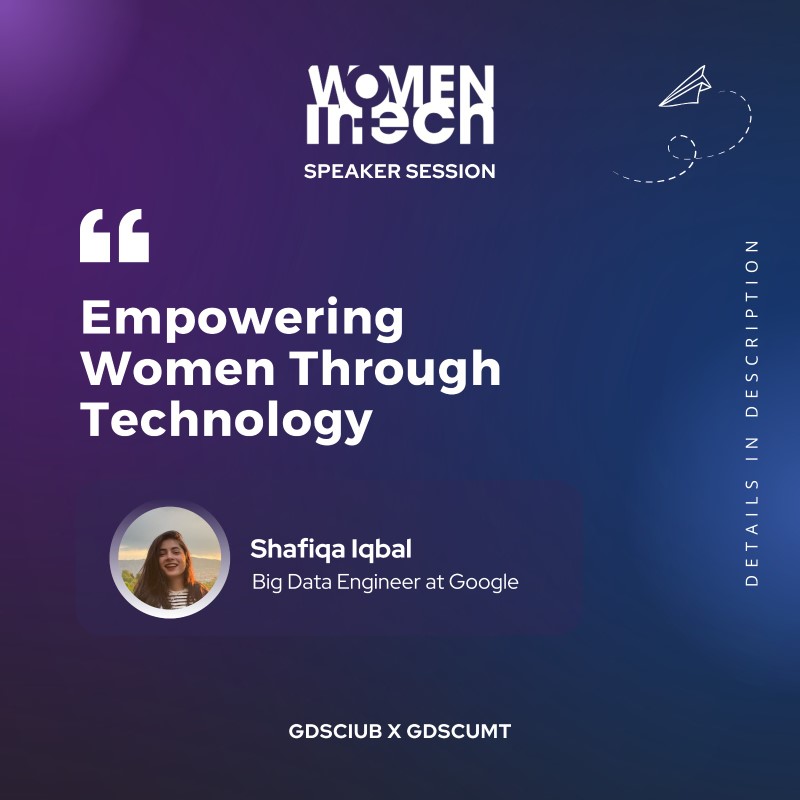 WOMEN
in tech
SPEAKER SESSION
“
Empowering
Women Through
Technology
Shafiqa Iqbal
Big Data Engineer at Google
DETAILS IN DESCRIPTION
GDSCIUB X GDSCUMT